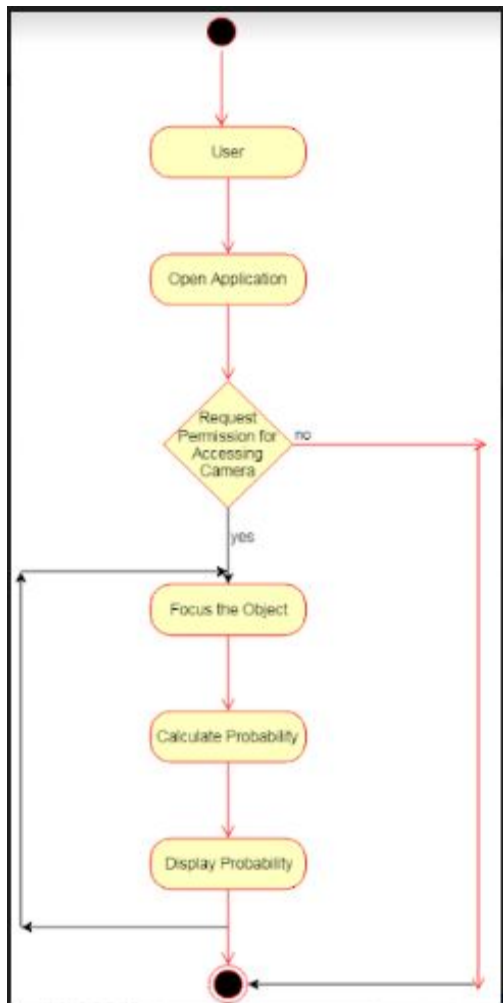 User
Open Application
Request
Permission for
Accessing
Camera
no
yes
Focus the Object
Calculate Probability
Display Probability